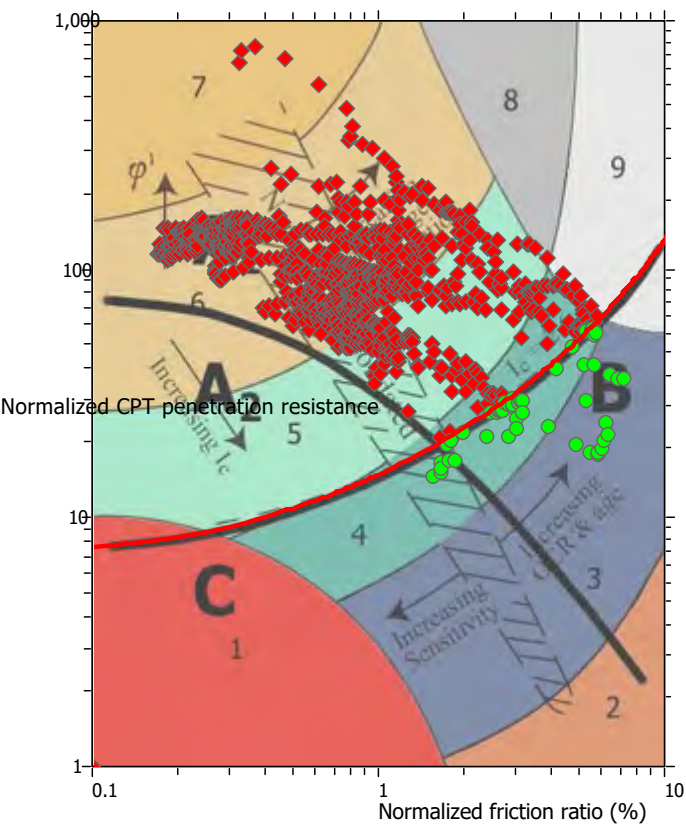 1,000
7
8
9
φ'
100
6
A
2
Increasing Ic
B
Ic
Normalized CPT penetration resistance
5
10
4
Increasing
OCR & age
C
3
Increasing
Sensitivity
1
2
1
0.1
1
10
Normalized friction ratio (%)